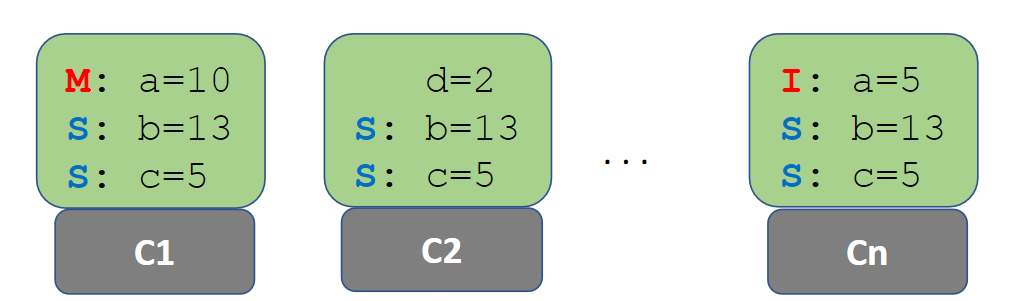 M: a=10
S: b=13
S: c=5
C1
d=2
S: b=13
S: c=5
C2
...
I: a=5
S: b=13
S: c=5
Cn